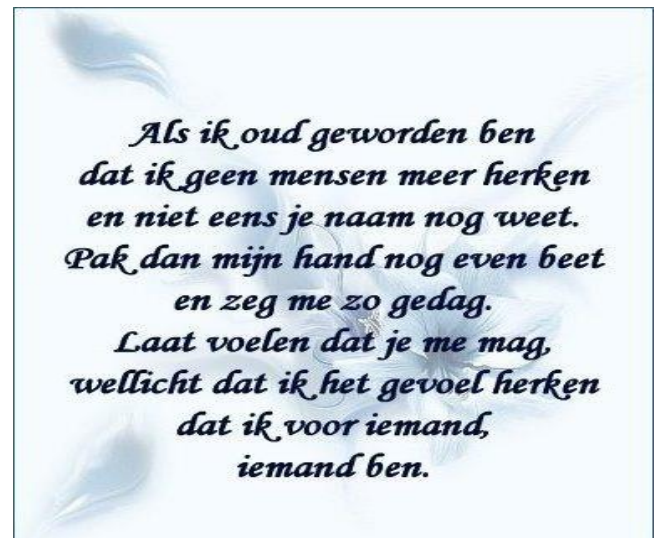 Als ik oud geworden ben
dat ik geen mensen meer herken
en niet eens je naam nog weet.
Pak dan mijn hand nog even beet
en zeg me zo gedag.
Laat voelen dat je me mag,
wellicht dat ik het gevoel herken
dat ik voor iemand,
iemand ben.